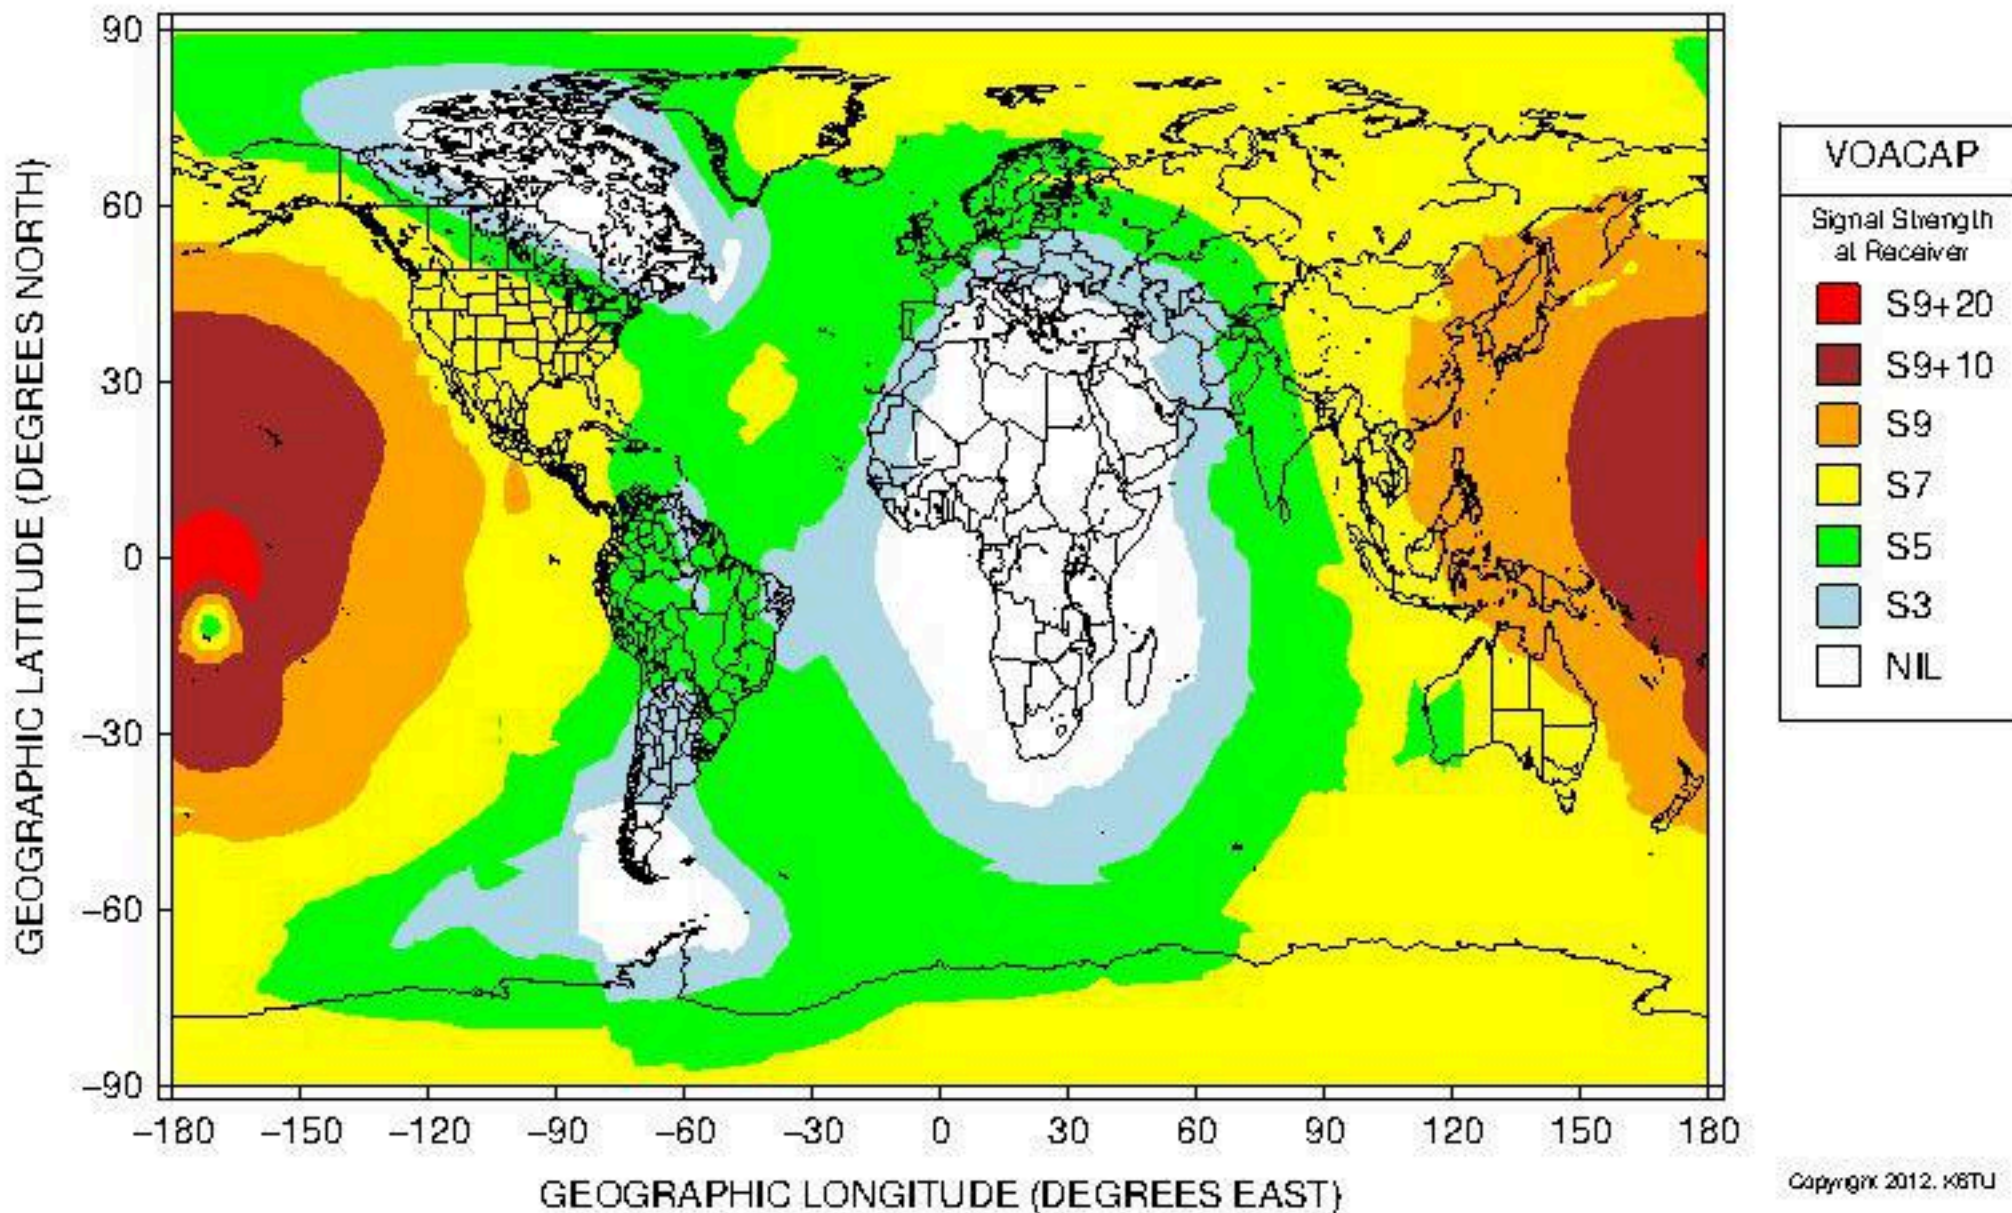 90
60
30
0
−30
−60
−90
GEOGRAPHIC LATITUDE (DEGREES NORTH)
−180 −150 −120 −90 −60 −30 0 30 60 90 120 150 180
GEOGRAPHIC LONGITUDE (DEGREES EAST)
VOACAP
Signal Strength
at Receiver
S9+20
S9+10
S9
S7
S5
S3
NIL
Copyright 2012, K6TU